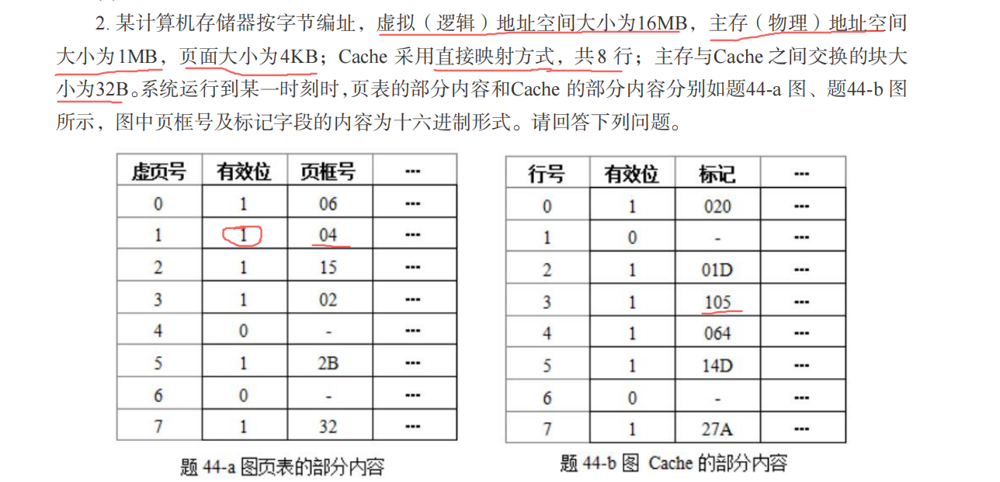 2. 某计算机存储器按字节编址，虚拟（逻辑）地址空间大小为16MB，主存（物理）地址空间
大小为1MB，页面大小为4KB；Cache 采用直接映射方式，共8 行；主存与Cache 之间交换的块大
小为32B。系统运行到某一时刻时，页表的部分内容和Cache 的部分内容分别如题44-a 图、题44-b 图
所示，图中页框号及标记字段的内容为十六进制形式。请回答下列问题。
虚页号 有效位 页框号 ...
0 1 06 ...
1 1 04 ...
2 1 15 ...
3 1 02 ...
4 0 - ...
5 1 2B ...
6 0 - ...
7 1 32 ...
题 44-a 图页表的部分内容
行号 有效位 标记 ...
0 1 020 ...
1 0 - ...
2 1 01D ...
3 1 105 ...
4 1 064 ...
5 1 14D ...
6 0 - ...
7 1 27A ...
题 44-b 图 Cache 的部分内容